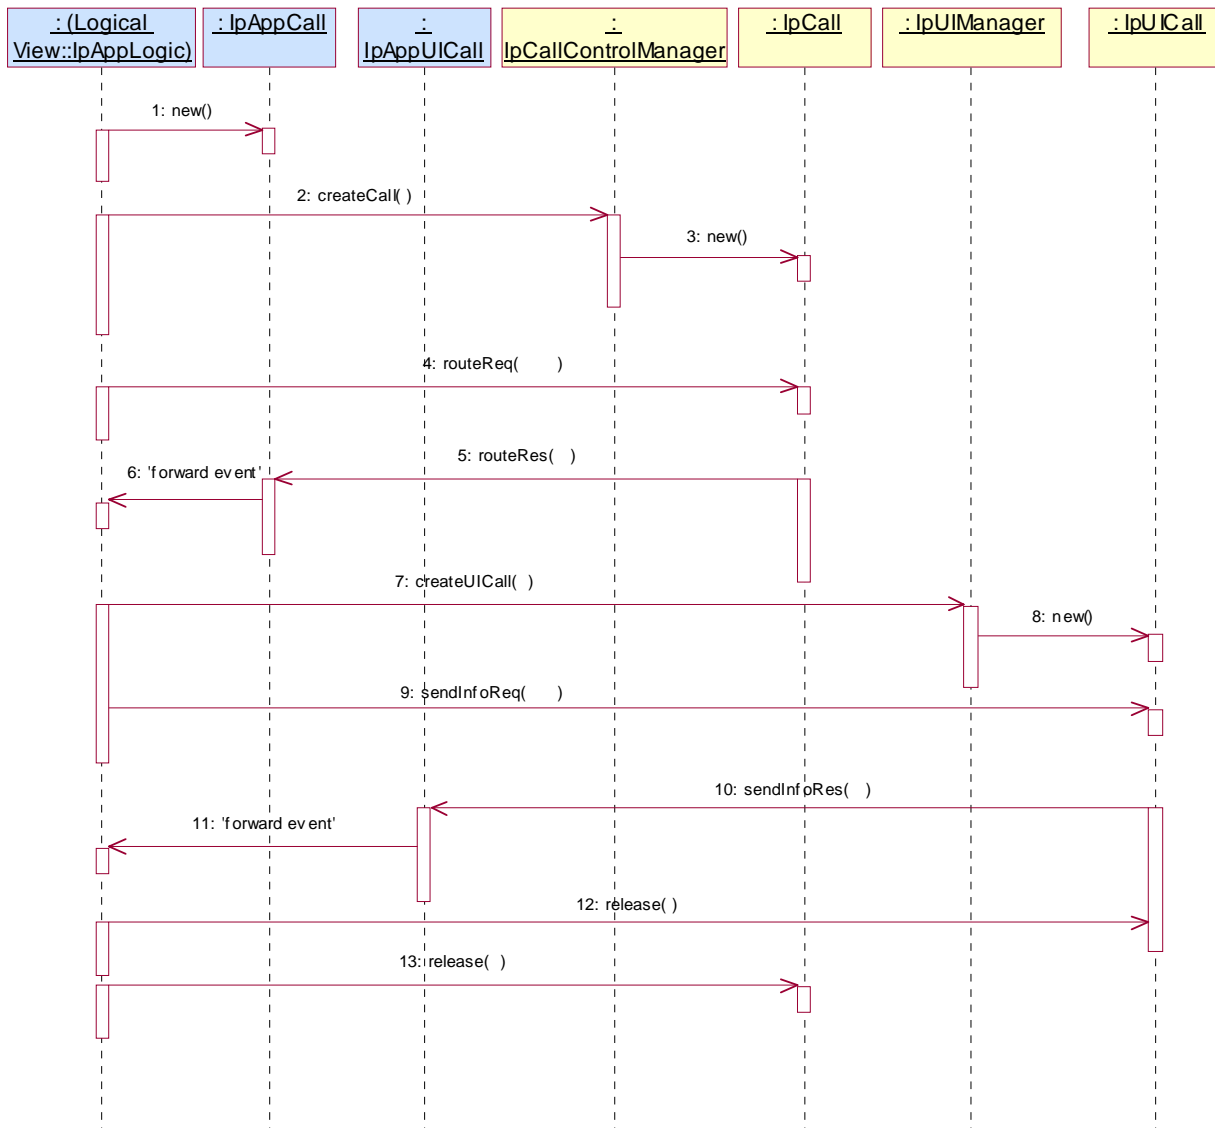 : (Logical
View::IpAppLogic)
: IpAppCall
:
IpAppUICall
:
IpCallControlManager
: IpCall
: IpUIManager
: IpUICall
1: new()
2: createCall( )
3: new()
4: routeReq( )
5: routeRes( )
6: 'forward event'
7: createUICall( )
8: new()
9: sendInfoReq( )
10: sendInfoRes( )
11: 'forward event'
12: release( )
13: release( )